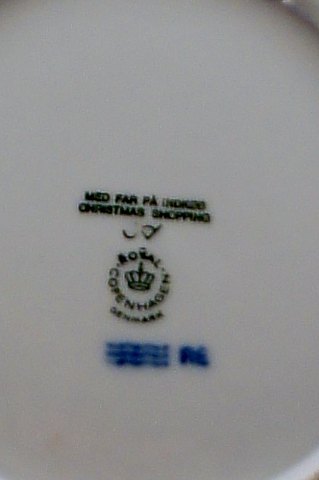 MED FAR PÅ INDKØB
CHRISTMAS SHOPPING
ROYAL
COPENHAGEN
DENMARK